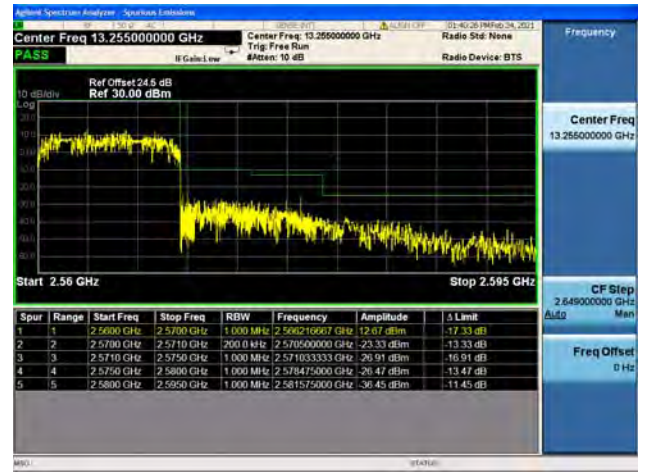 Agilent Spectrum Analyzer - Spurious Emissions
Center Freq 13.255000000 GHz
PASS
IFGain:Low
Center Freq: 13.255000000 GHz
Trig: Free Run
#Atten: 10 dB
01:40:26 PM Feb 24, 2021
Radio Std: None
Radio Device: BTS
Ref Offset 24.5 dB
10 dB/div Ref 30.00 dBm
Log
Start 2.56 GHz Stop 2.595 GHz
Spur Range Start Freq Stop Freq RBW Frequency Amplitude Δ Limit
1 1 2.5600 GHz 2.5700 GHz 1.000 MHz 2.566216667 GHz 12.67 dBm -17.33 dB
2 2 2.5700 GHz 2.5710 GHz 200.0 kHz 2.570500000 GHz -23.33 dBm -13.33 dB
3 3 2.5710 GHz 2.5750 GHz 1.000 MHz 2.571033333 GHz -26.91 dBm -16.91 dB
4 4 2.5750 GHz 2.5800 GHz 1.000 MHz 2.578475000 GHz -26.47 dBm -13.47 dB
5 5 2.5800 GHz 2.5950 GHz 1.000 MHz 2.581575000 GHz -36.45 dBm -11.45 dB
Frequency
Center Freq
13.255000000 GHz
CF Step
2.649000000 GHz
Auto Man
Freq Offset
0 Hz
MSG
STATUS